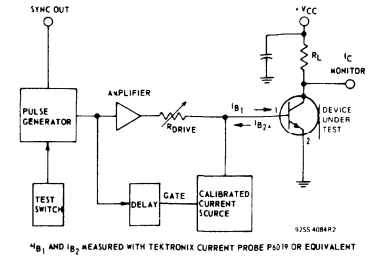 SYNC OUT
+ VCC
RL
IC
MONITOR
AMPLIFIER
PULSE
GENERATOR
RDRIVE
IB1
IB2*
1
DEVICE
UNDER
TEST
2
TEST
SWITCH
DELAY
GATE
CALIBRATED
CURRENT
SOURCE
92SS 4084R2
*IB1 AND IB2 MEASURED WITH TEKTRONIX CURRENT PROBE P6019 OR EQUIVALENT